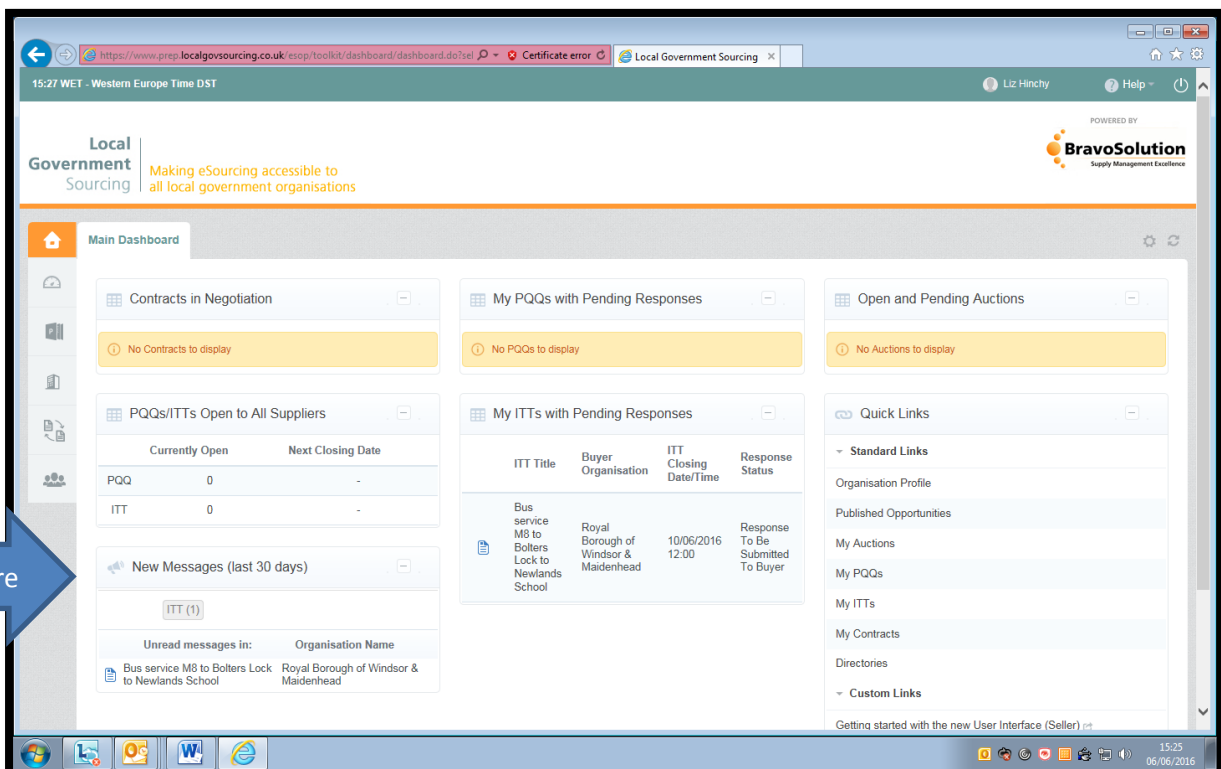 https://www.prep.localgovsourcing.co.uk/esop/toolkit/dashboard/dashboard.do?sel
Certificate error
Local Government Sourcing
15:27 WET - Western Europe Time DST
Liz Hinchy
Help
Local
Government
Sourcing
Making eSourcing accessible to
all local government organisations
POWERED BY
BravoSolution
Supply Management Excellence
Main Dashboard
Contracts in Negotiation
No Contracts to display
My PQQs with Pending Responses
No PQQs to display
Open and Pending Auctions
No Auctions to display
PQQs/ITTs Open to All Suppliers
Currently Open Next Closing Date
PQQ 0 -
ITT 0 -
My ITTs with Pending Responses
ITT Title Buyer Organisation ITT Closing Date/Time Response Status
Bus service M8 to Bolters Lock to Newlands School Royal Borough of Windsor & Maidenhead 10/06/2016 12:00 Response To Be Submitted To Buyer
Quick Links
Standard Links
Organisation Profile
Published Opportunities
My Auctions
My PQQs
My ITTs
My Contracts
Directories
Custom Links
Getting started with the new User Interface (Seller)
re
New Messages (last 30 days)
ITT (1)
Unread messages in: Organisation Name
Bus service M8 to Bolters Lock Royal Borough of Windsor &
to Newlands School Maidenhead
15:25
06/06/2016